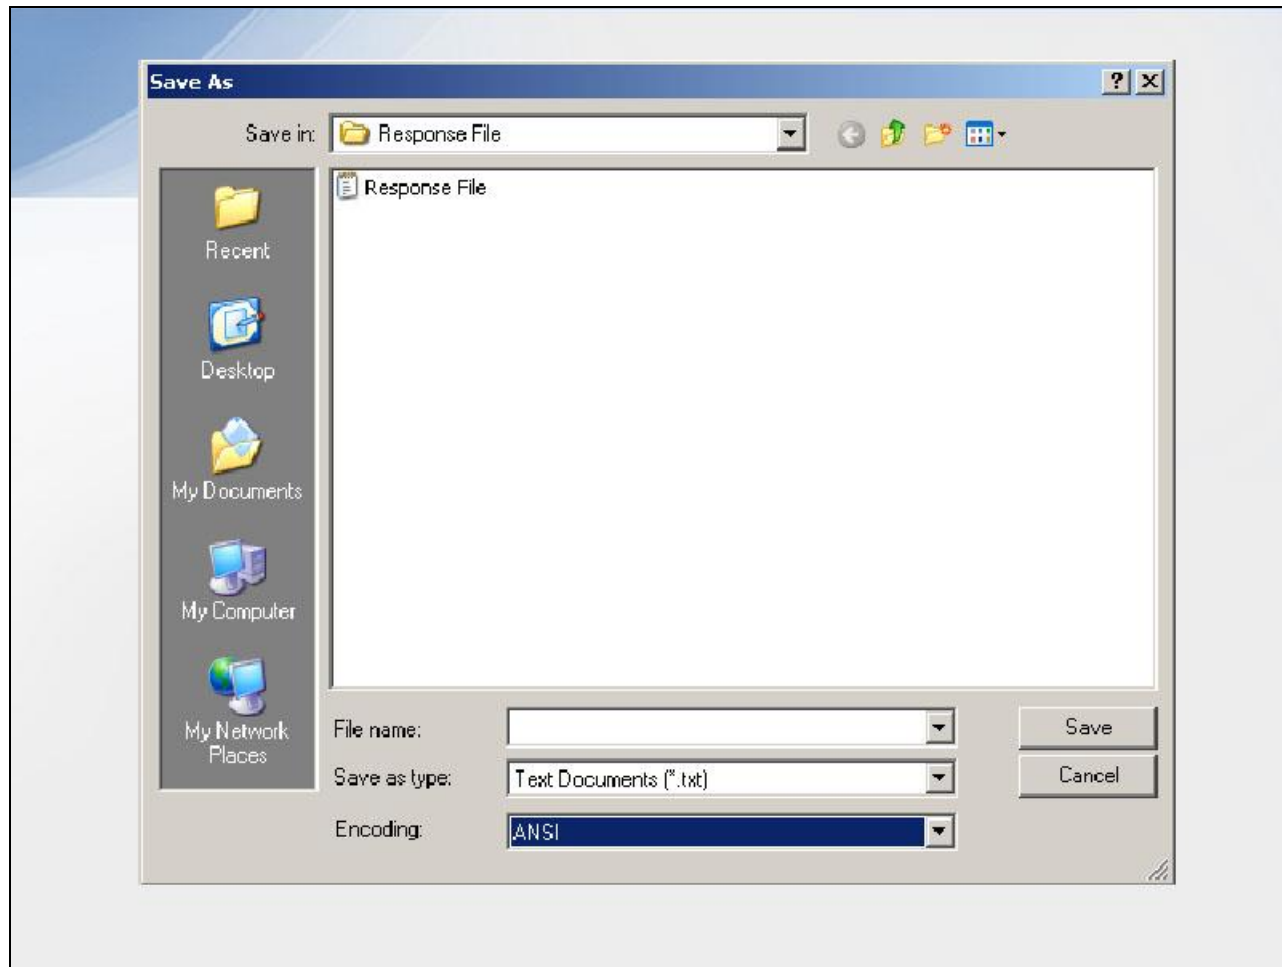 Save As
Save in:
Response File
Response File
Recent
Desktop
My Documents
My Computer
My Network
Places
File name:
Save
Save as type:
Text Documents (*.txt)
Cancel
Encoding:
ANSI